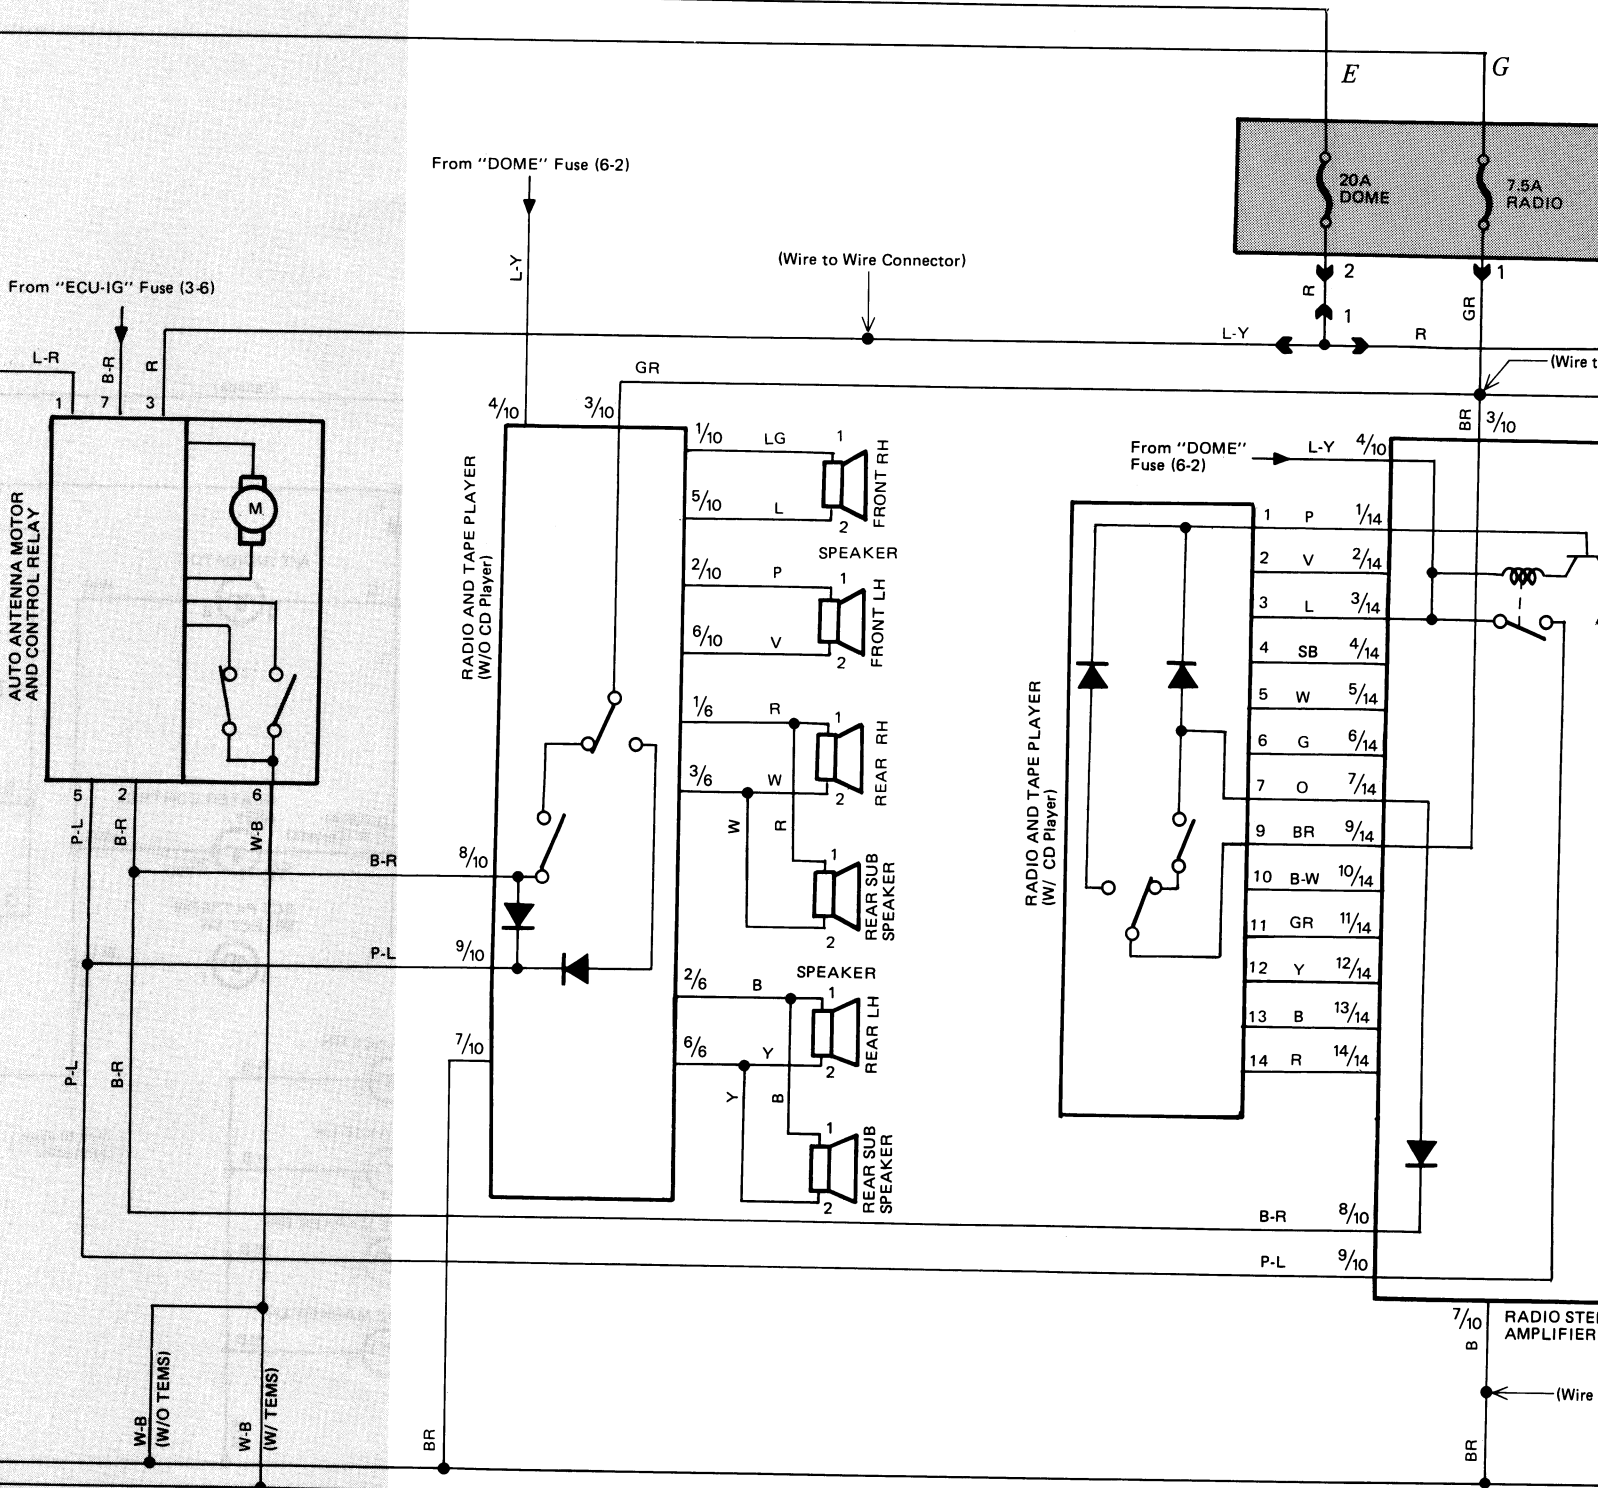 E
G
20A
DOME
7.5A
RADIO
2
1
R
1
GR
From "DOME" Fuse (6-2)
L-Y
(Wire to Wire Connector)
L-Y
R
From "ECU-IG" Fuse (3-6)
L-R
B-R
R
1
7
3
AUTO ANTENNA MOTOR
AND CONTROL RELAY
M
5
2
6
P-L
B-R
W-B
B-R
8/10
P-L
9/10
7/10
P-L
B-R
W-B
(W/O TEMS)
W-B
(W/ TEMS)
BR
GR
4/10
3/10
RADIO AND TAPE PLAYER
(W/O CD Player)
1/10
LG
1
5/10
L
2
FRONT RH
SPEAKER
2/10
P
1
6/10
V
2
FRONT LH
1/6
R
1
3/6
W
2
REAR RH
W
R
1
2
REAR SUB
SPEAKER
SPEAKER
2/6
B
1
6/6
Y
2
REAR LH
Y
B
1
2
REAR SUB
SPEAKER
(Wire t
BR
3/10
From "DOME"
Fuse (6-2)
L-Y
4/10
RADIO AND TAPE PLAYER
(W/ CD Player)
1 P 1/14
2 V 2/14
3 L 3/14
4 SB 4/14
5 W 5/14
6 G 6/14
7 O 7/14
9 BR 9/14
10 B-W 10/14
11 GR 11/14
12 Y 12/14
13 B 13/14
14 R 14/14
B-R
8/10
P-L
9/10
7/10
B
RADIO STE
AMPLIFIER
(Wire
BR